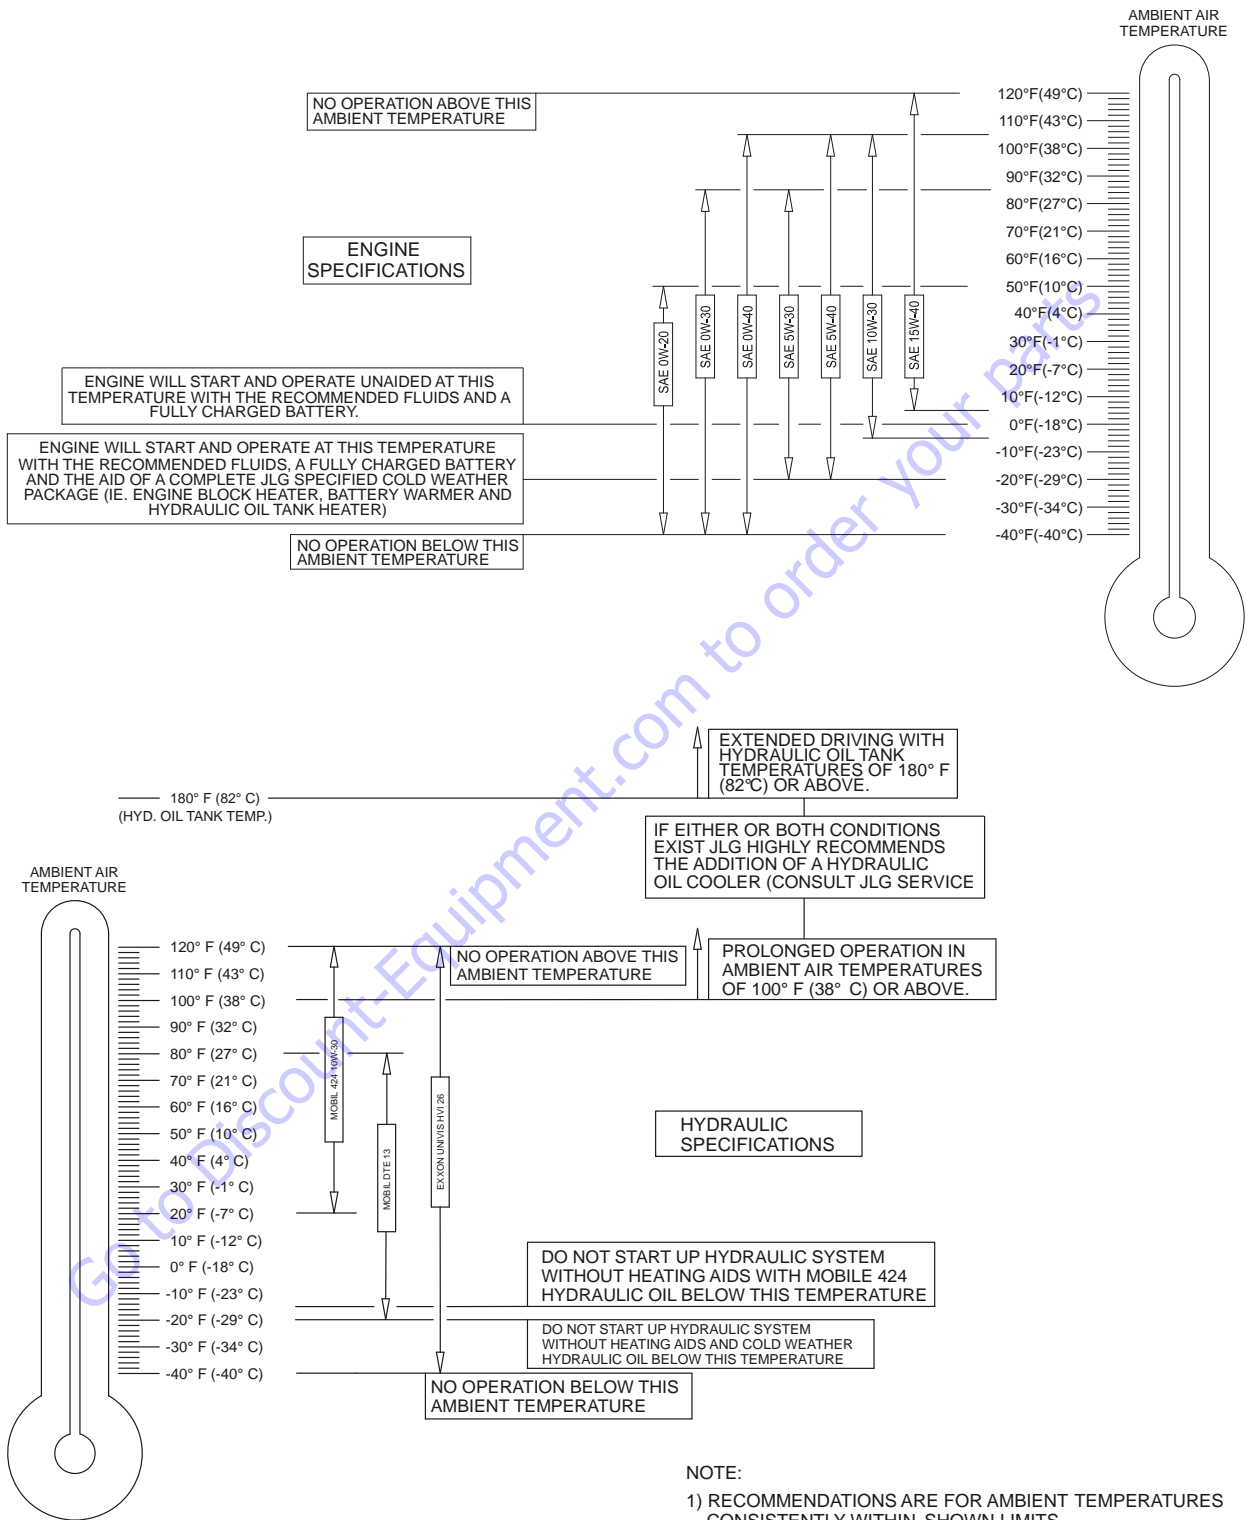 AMBIENT AIR
TEMPERATURE
NO OPERATION ABOVE THIS
AMBIENT TEMPERATURE
120°F(49°C)
110°F(43°C)
100°F(38°C)
90°F(32°C)
80°F(27°C)
70°F(21°C)
60°F(16°C)
50°F(10°C)
40°F(4°C)
30°F(-1°C)
20°F(-7°C)
10°F(-12°C)
0°F(-18°C)
-10°F(-23°C)
-20°F(-29°C)
-30°F(-34°C)
-40°F(-40°C)
ENGINE
SPECIFICATIONS
SAE 0W-20
SAE 0W-30
SAE 0W-40
SAE 5W-30
SAE 5W-40
SAE 10W-30
SAE 15W-40
ENGINE WILL START AND OPERATE UNAIDED AT THIS
TEMPERATURE WITH THE RECOMMENDED FLUIDS AND A
FULLY CHARGED BATTERY.
ENGINE WILL START AND OPERATE AT THIS TEMPERATURE
WITH THE RECOMMENDED FLUIDS, A FULLY CHARGED BATTERY
AND THE AID OF A COMPLETE JLG SPECIFIED COLD WEATHER
PACKAGE (IE. ENGINE BLOCK HEATER, BATTERY WARMER AND
HYDRAULIC OIL TANK HEATER)
NO OPERATION BELOW THIS
AMBIENT TEMPERATURE
EXTENDED DRIVING WITH
HYDRAULIC OIL TANK
TEMPERATURES OF 180° F
(82°C) OR ABOVE.
180° F (82° C)
(HYD. OIL TANK TEMP.)
IF EITHER OR BOTH CONDITIONS
EXIST JLG HIGHLY RECOMMENDS
THE ADDITION OF A HYDRAULIC
OIL COOLER (CONSULT JLG SERVICE
AMBIENT AIR
TEMPERATURE
120° F (49° C)
110° F (43° C)
100° F (38° C)
90° F (32° C)
80° F (27° C)
70° F (21° C)
60° F (16° C)
50° F (10° C)
40° F (4° C)
30° F (-1° C)
20° F (-7° C)
10° F (-12° C)
0° F (-18° C)
-10° F (-23° C)
-20° F (-29° C)
-30° F (-34° C)
-40° F (-40° C)
NO OPERATION ABOVE THIS
AMBIENT TEMPERATURE
PROLONGED OPERATION IN
AMBIENT AIR TEMPERATURES
OF 100° F (38° C) OR ABOVE.
MOBIL 424 10W-30
MOBIL DTE 13
EXXON UNIVIS HVI 26
HYDRAULIC
SPECIFICATIONS
DO NOT START UP HYDRAULIC SYSTEM
WITHOUT HEATING AIDS WITH MOBILE 424
HYDRAULIC OIL BELOW THIS TEMPERATURE
DO NOT START UP HYDRAULIC SYSTEM
WITHOUT HEATING AIDS AND COLD WEATHER
HYDRAULIC OIL BELOW THIS TEMPERATURE
NO OPERATION BELOW THIS
AMBIENT TEMPERATURE
NOTE:
1) RECOMMENDATIONS ARE FOR AMBIENT TEMPERATURES
CONSISTENTLY WITHIN SHOWN LIMITS
Go to Discount-Equipment.com to order your parts